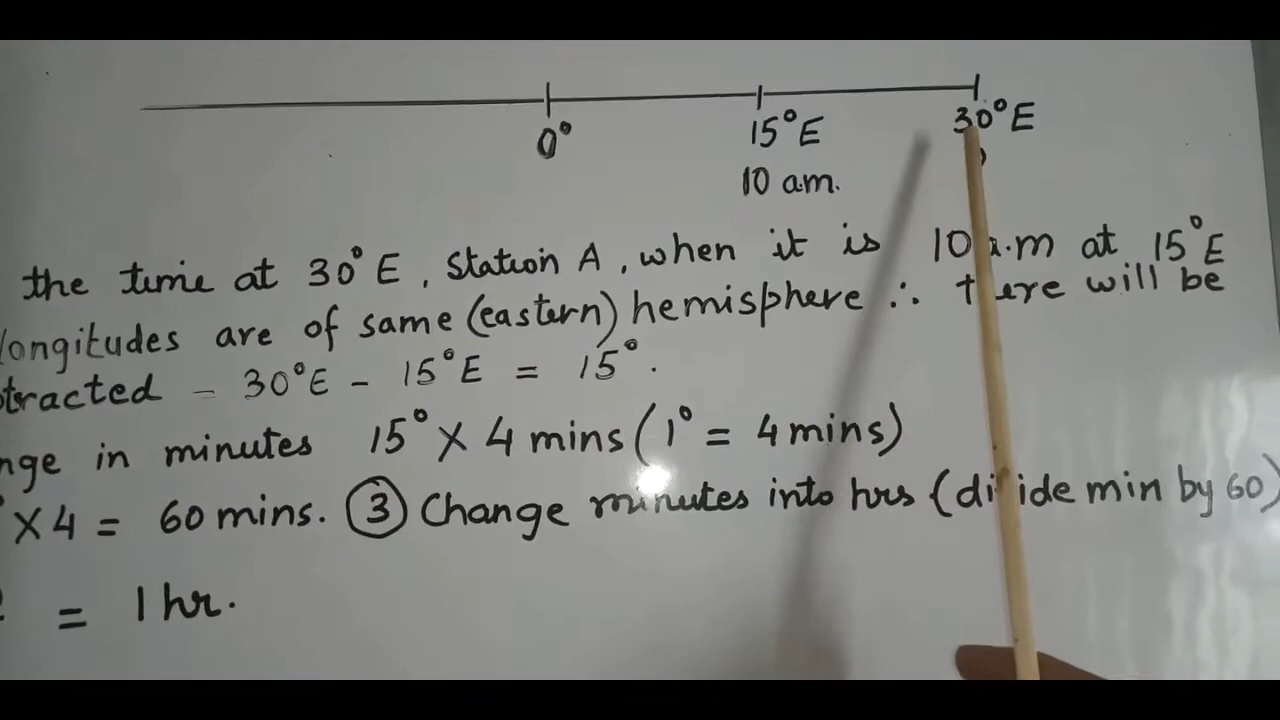 0° 15°E 30°E
10 a.m.
the time at 30°E, Station A, when it is 10 a.m at 15°E
longitudes are of same (eastern) hemisphere ∴ there will be
tracted - 30°E - 15°E = 15°.
nge in minutes 15° X 4 mins (1° = 4 mins)
X 4 = 60 mins. ③ Change minutes into hrs (divide min by 60)
= 1 hr.